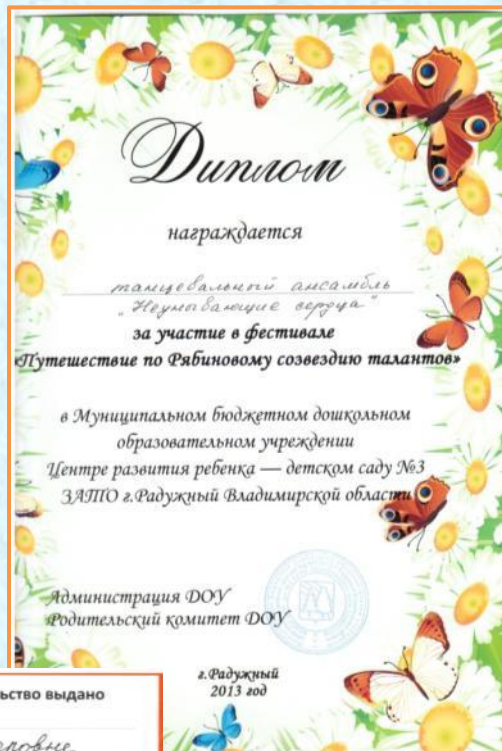 Диплом
награждается
танцевальный ансамбль
„Неунывающие сердца"
за участие в фестивале
«Путешествие по Рябиновому созвездию талантов»
в Муниципальном бюджетном дошкольном
образовательном учреждении
Центре развития ребенка — детском саду №3
ЗАТО г.Радужный Владимирской области
Администрация ДОУ
Родительский комитет ДОУ
г.Радужный
2013 год
выдано